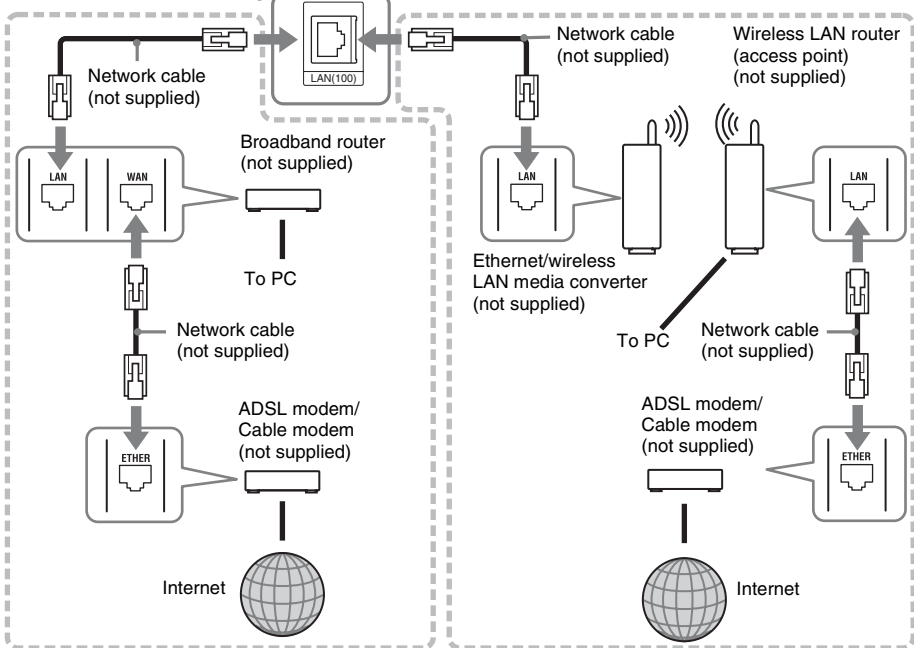 LAN(100)
Network cable
(not supplied)
LAN
WAN
Broadband router
(not supplied)
To PC
Network cable
(not supplied)
ETHER
ADSL modem/
Cable modem
(not supplied)
Internet
Network cable
(not supplied)
Wireless LAN router
(access point)
(not supplied)
LAN
LAN
Ethernet/wireless
LAN media converter
(not supplied)
To PC
Network cable
(not supplied)
ADSL modem/
Cable modem
(not supplied)
ETHER
Internet